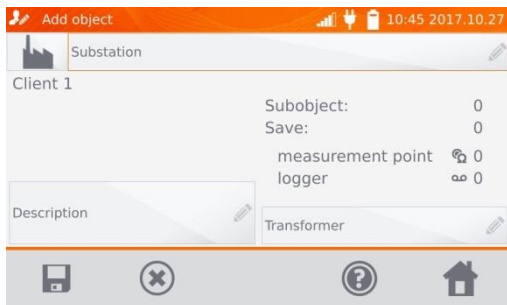 Add object
10:45 2017.10.27
Substation
Client 1
Subobject: 0
Save: 0
measurement point 0
logger 0
Description
Transformer